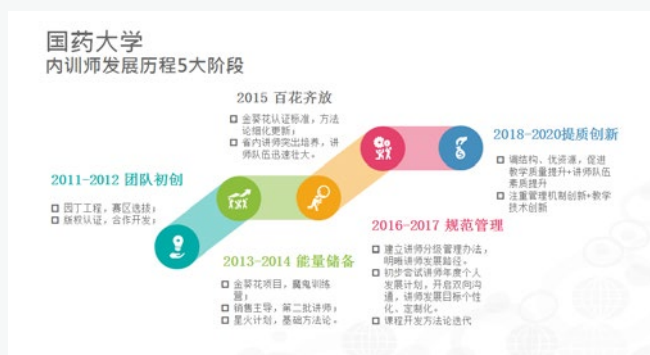 国药大学
内训师发展历程5大阶段
2011-2012 团队初创
园丁工程，赛区选拔；
版权认证，合作开发；
2013-2014 能量储备
金葵花项目，魔鬼训练
营；
销售主导，第二批讲师；
星火计划，基础方法论。
2015 百花齐放
金葵花认证标准，方法
论细化更新；
省内讲师突出培养，讲
师队伍迅速壮大。
2016-2017 规范管理
建立讲师分级管理办法，
明晰讲师发展路径。
初步尝试讲师年度个人
发展计划，开启双向沟
通，讲师发展目标个性
化、定制化。
课程开发方法论迭代
2018-2020提质创新
调结构、优资源，促进
教学质量提升+讲师队伍
素质提升
注重管理机制创新+教学
技术创新